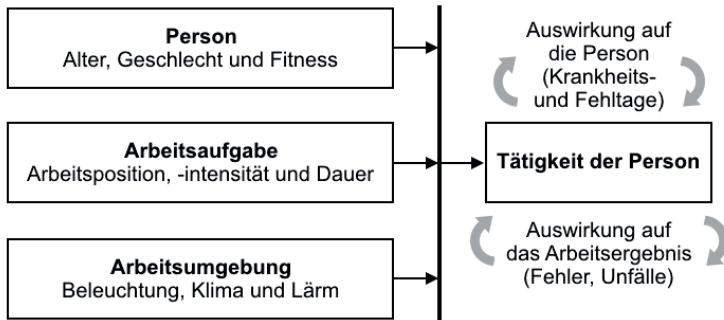 Person
Alter, Geschlecht und Fitness
Arbeitsaufgabe
Arbeitsposition, -intensität und Dauer
Arbeitsumgebung
Beleuchtung, Klima und Lärm
Auswirkung auf
die Person
(Krankheits-
und Fehltage)
Tätigkeit der Person
Auswirkung auf
das Arbeitsergebnis
(Fehler, Unfälle)